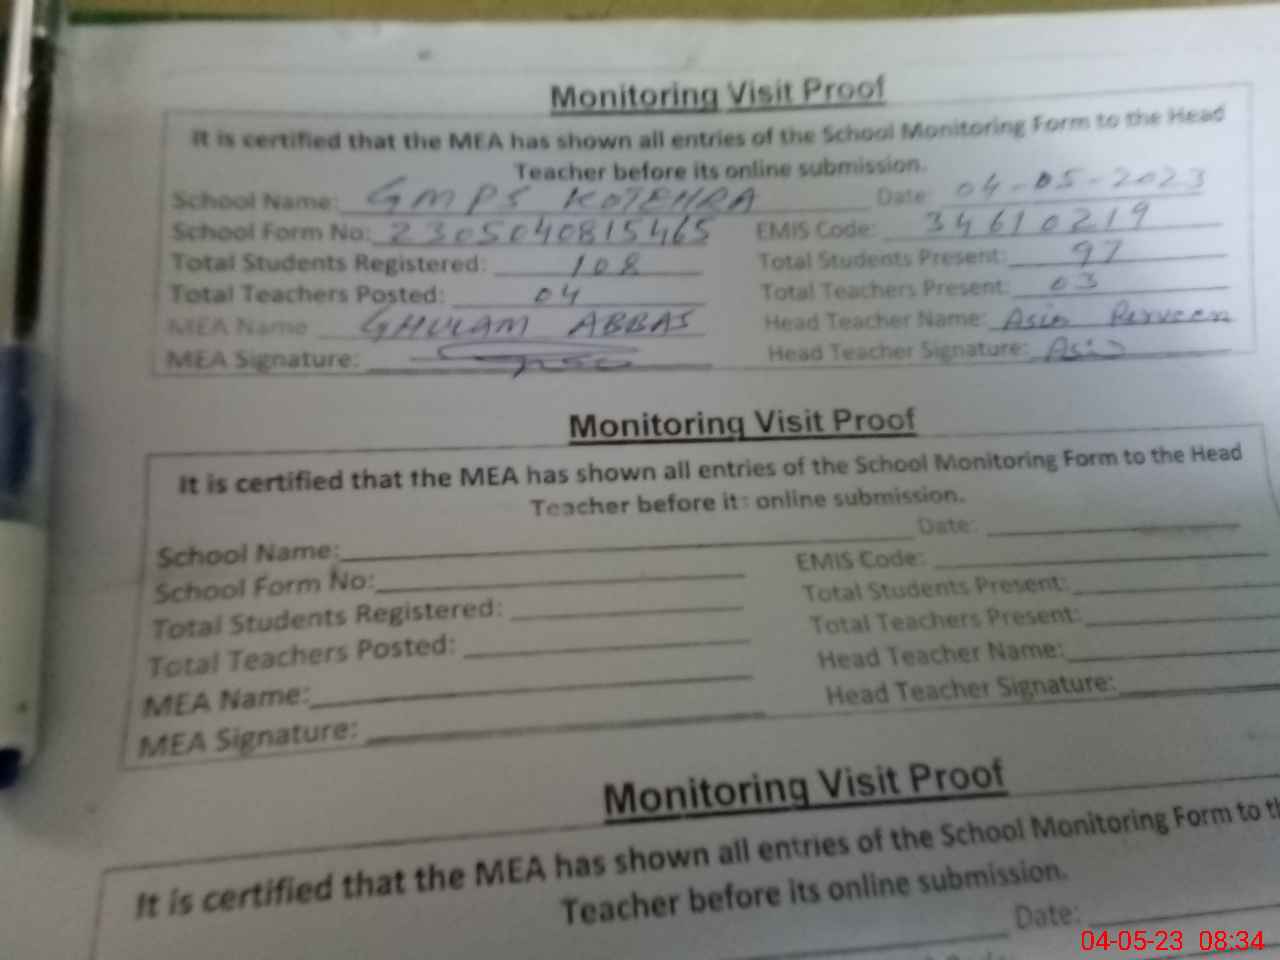 Monitoring Visit Proof
It is certified that the MEA has shown all entries of the School Monitoring Form to the Head
Teacher before its online submission.
School Name: GMPS KOTEHRA Date: 04-05-2023
School Form No: 2305040815465 EMIS Code: 34610219
Total Students Registered: 108 Total Students Present: 97
Total Teachers Posted: 04 Total Teachers Present: 03
MEA Name GHULAM ABBAS Head Teacher Name: Asia Perveen
MEA Signature: Head Teacher Signature: Asia
Monitoring Visit Proof
It is certified that the MEA has shown all entries of the School Monitoring Form to the Head
Teacher before its online submission.
School Name: Date:
School Form No: EMIS Code:
Total Students Registered: Total Students Present:
Total Teachers Posted: Total Teachers Present:
MEA Name: Head Teacher Name:
MEA Signature: Head Teacher Signature:
Monitoring Visit Proof
It is certified that the MEA has shown all entries of the School Monitoring Form to
Teacher before its online submission.
Date:
04-05-23 08:34